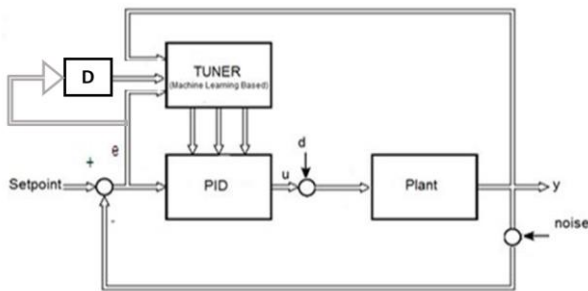 D
TUNER
(Machine Learning Based)
e
d
+
Setpoint
PID
u
Plant
y
-
noise